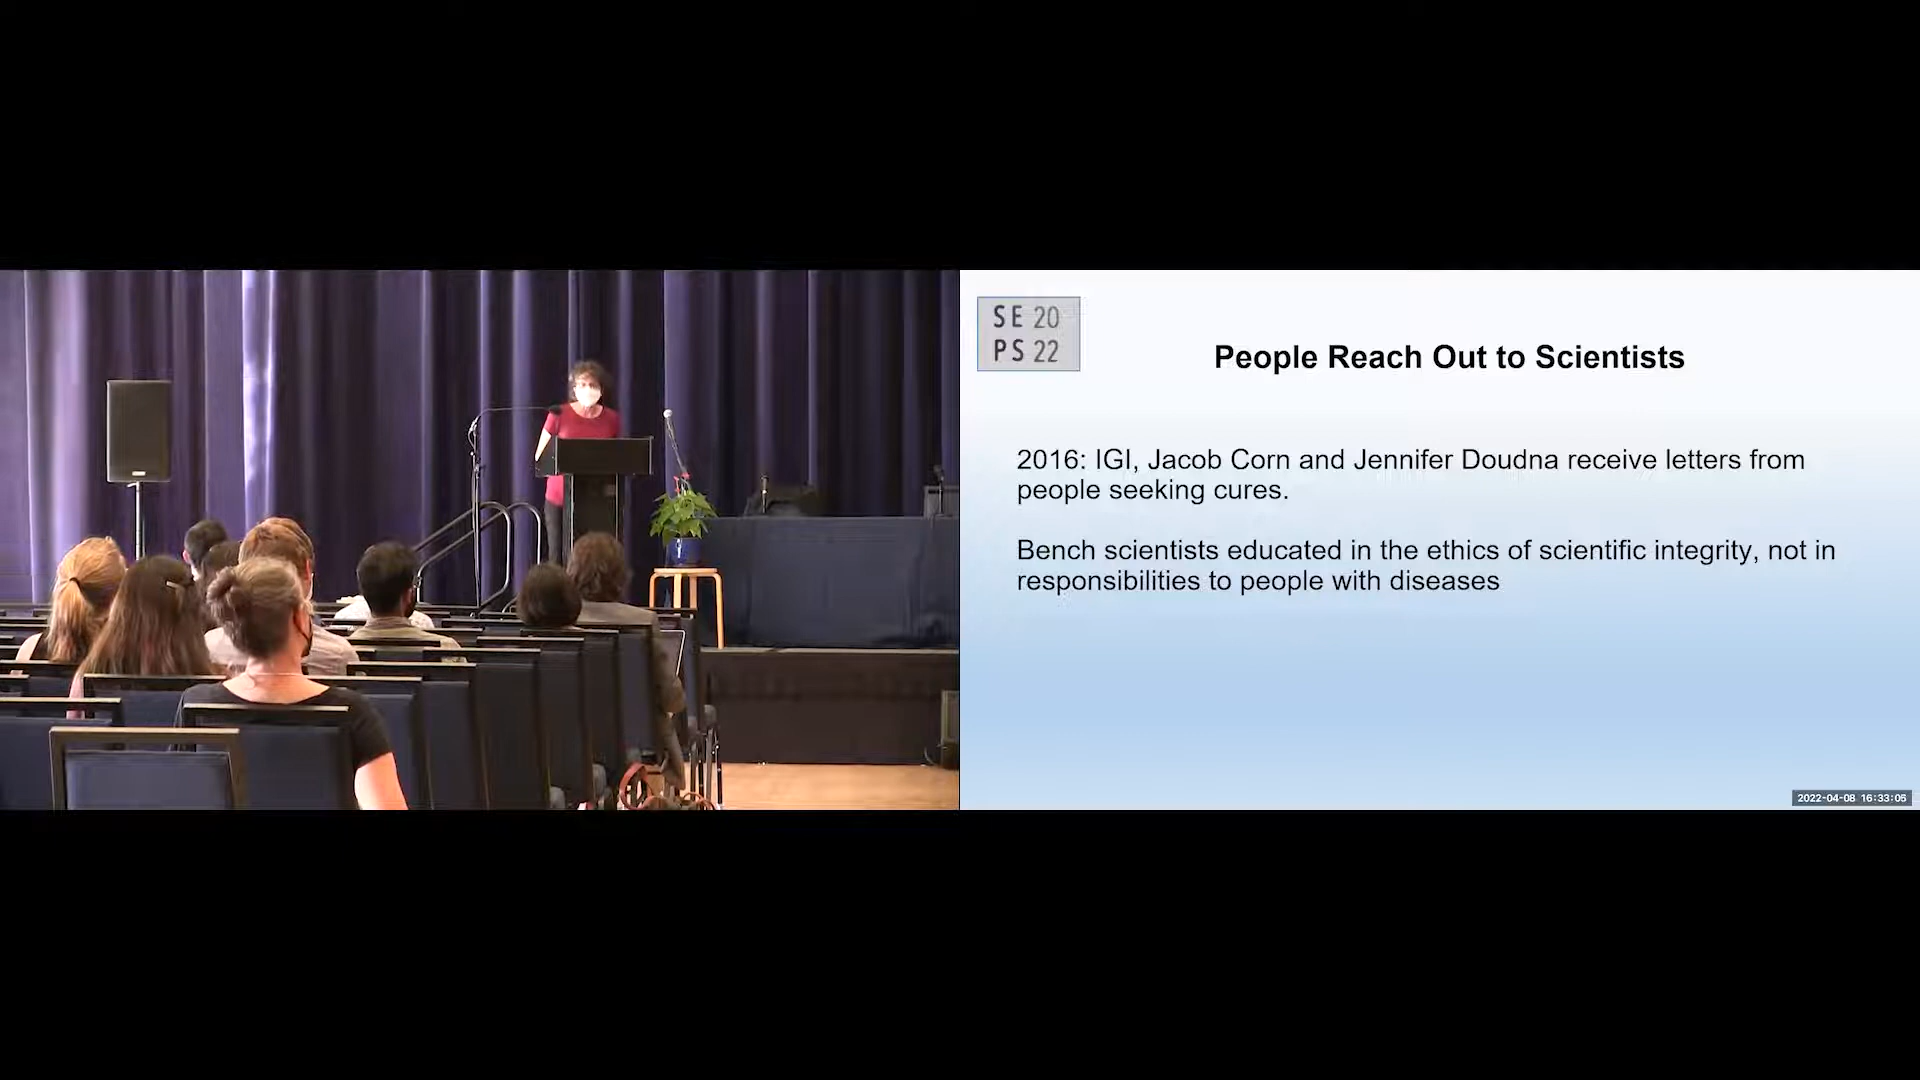 SE 20
PS 22
People Reach Out to Scientists
2016: IGI, Jacob Corn and Jennifer Doudna receive letters from
people seeking cures.
Bench scientists educated in the ethics of scientific integrity, not in
responsibilities to people with diseases
2022-04-08 16:33:05